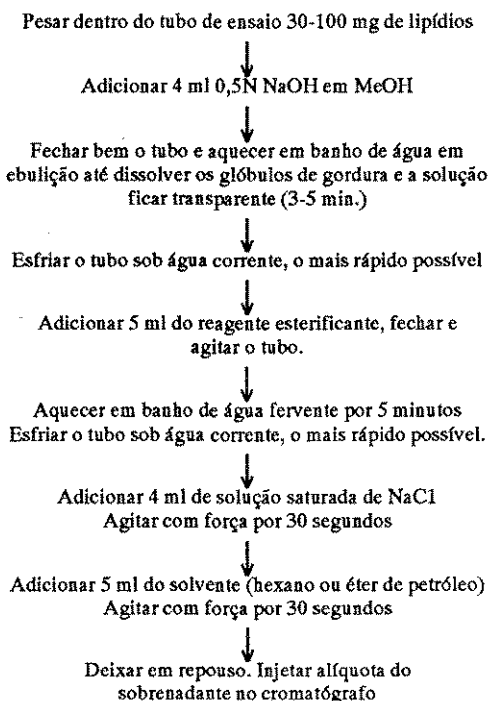 Pesar dentro do tubo de ensaio 30-100 mg de lipídios
Adicionar 4 ml 0,5N NaOH em MeOH
Fechar bem o tubo e aquecer em banho de água em
ebulição até dissolver os glóbulos de gordura e a solução
ficar transparente (3-5 min.)
Esfriar o tubo sob água corrente, o mais rápido possível
Adicionar 5 ml do reagente esterificante, fechar e
agitar o tubo.
Aquecer em banho de água fervente por 5 minutos
Esfriar o tubo sob água corrente, o mais rápido possível.
Adicionar 4 ml de solução saturada de NaC1
Agitar com força por 30 segundos
Adicionar 5 ml do solvente (hexano ou éter de petróleo)
Agitar com força por 30 segundos
Deixar em repouso. Injetar alíquota do
sobrenadante no cromatógrafo